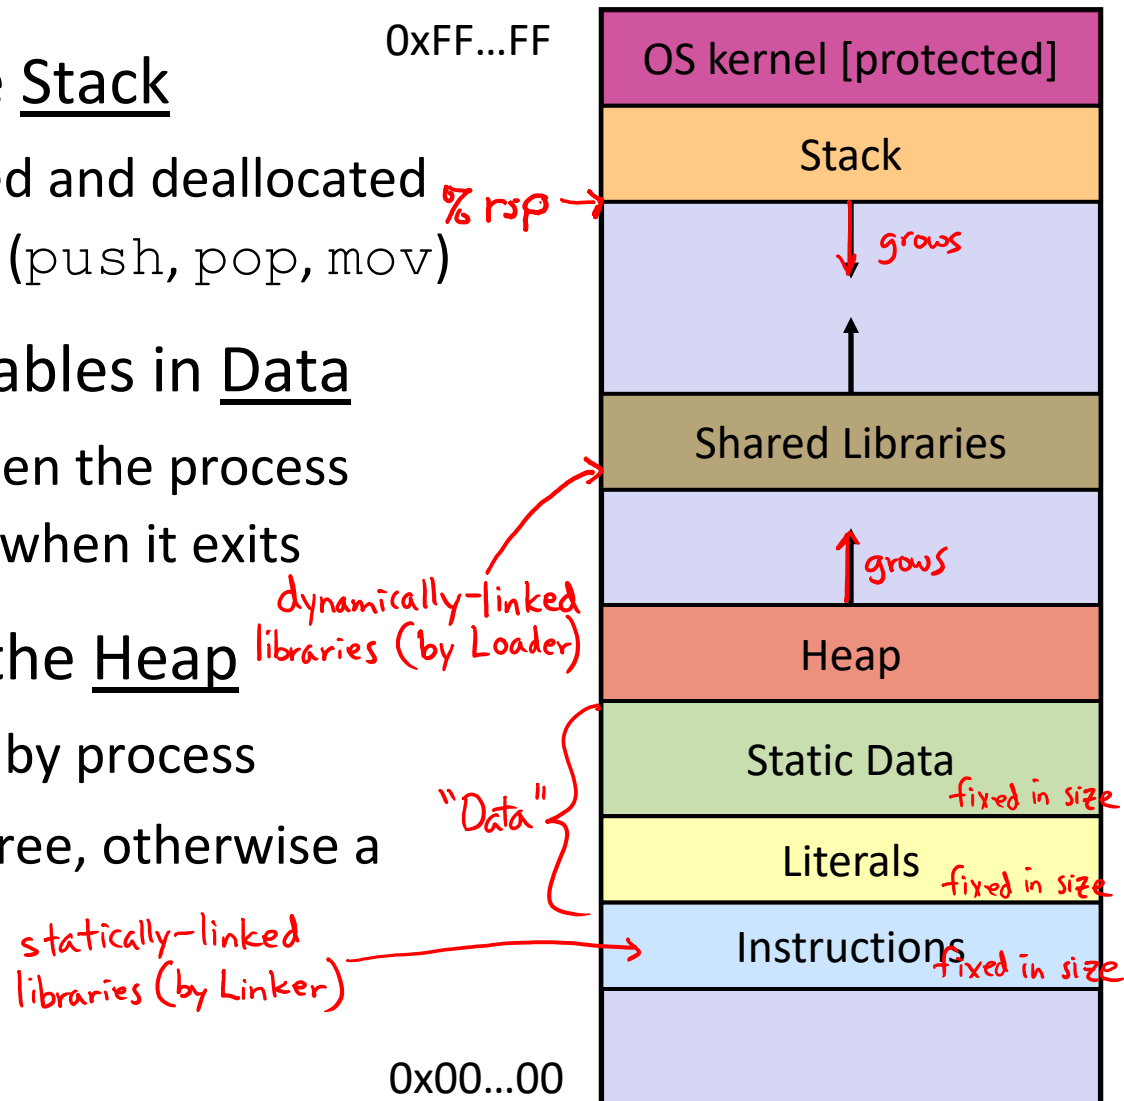 0xFF…FF
OS kernel [protected]
e Stack
Stack
ed and deallocated
% rsp
(push, pop, mov)
grows
ables in Data
Shared Libraries
en the process
when it exits
grows
dynamically-linked
libraries (by Loader)
the Heap
Heap
by process
Static Data
fixed in size
"Data"
ree, otherwise a
Literals
fixed in size
statically-linked
libraries (by Linker)
Instructions
fixed in size
0x00…00